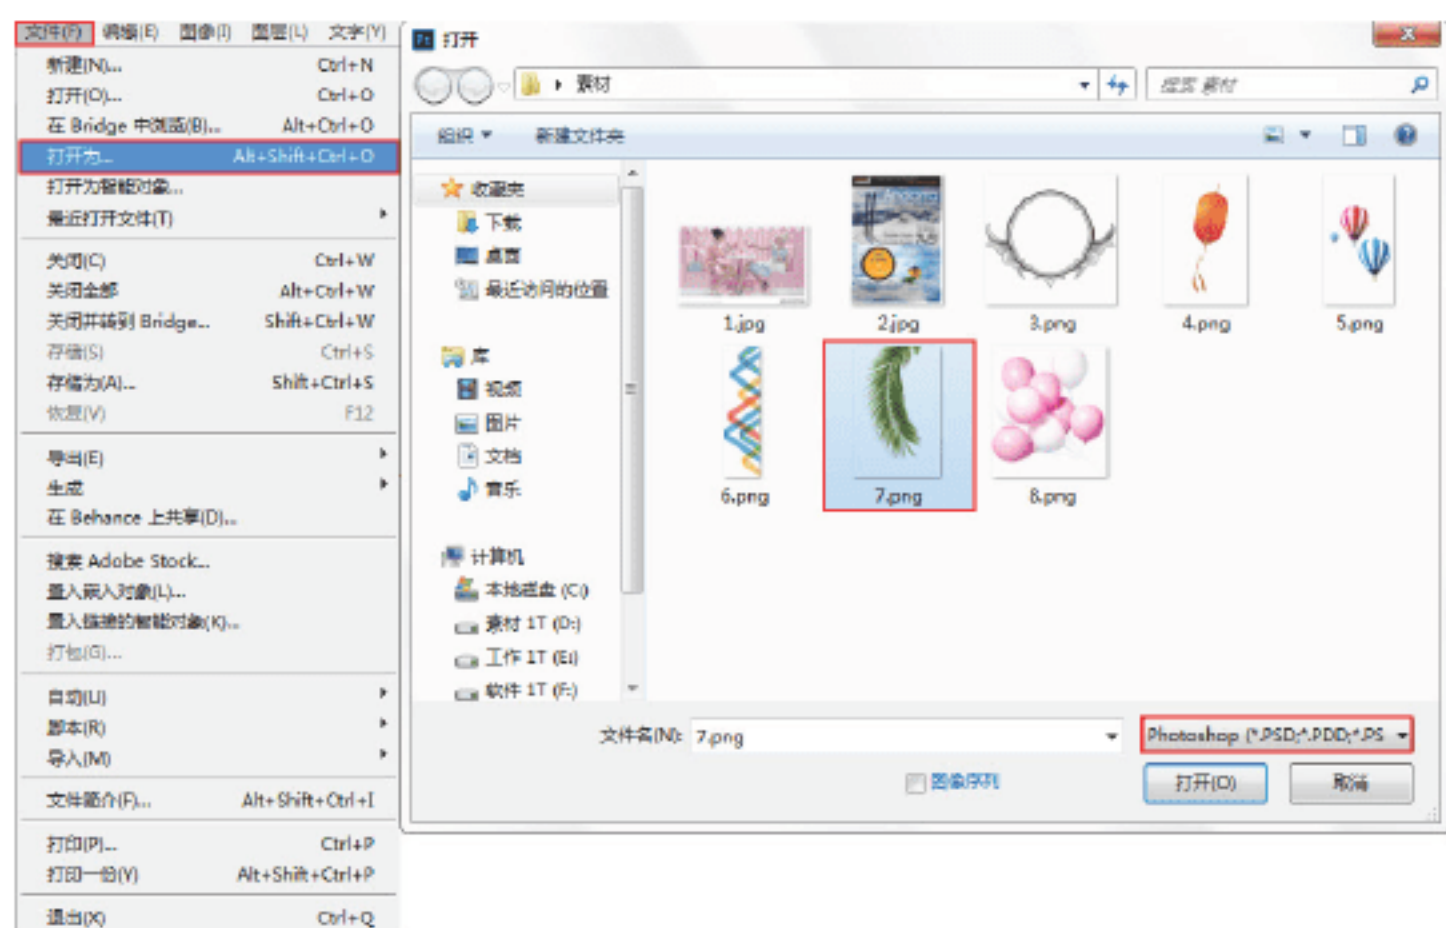 文件(F) 编辑(E) 图像(I) 图层(L) 文字(Y)
新建(N)... Ctrl+N
打开(O)... Ctrl+O
在 Bridge 中浏览(B)... Alt+Ctrl+O
打开为... Alt+Shift+Ctrl+O
打开为智能对象...
最近打开文件(T)
关闭(C) Ctrl+W
关闭全部 Alt+Ctrl+W
关闭并转到 Bridge... Shift+Ctrl+W
存储(S) Ctrl+S
存储为(A)... Shift+Ctrl+S
恢复(V) F12
导出(E)
生成
在 Behance 上共享(D)...
搜索 Adobe Stock...
置入嵌入对象(L)...
置入链接的智能对象(K)...
打包(G)...
自动(U)
脚本(R)
导入(M)
文件简介(F)... Alt+Shift+Ctrl+I
打印(P)... Ctrl+P
打印一份(Y) Alt+Shift+Ctrl+P
退出(X) Ctrl+Q
Ps 打开
素材
搜索 素材
组织 新建文件夹
收藏夹
下载
桌面
最近访问的位置
库
视频
图片
文档
音乐
计算机
本地磁盘 (C:)
素材 1T (D:)
工作 1T (E:)
软件 1T (F:)
1.jpg 2.jpg 3.png 4.png 5.png
6.png 7.png 8.png
文件名(N): 7.png
Photoshop (*.PSD;*.PDD;*.PS
图像序列
打开(O) 取消